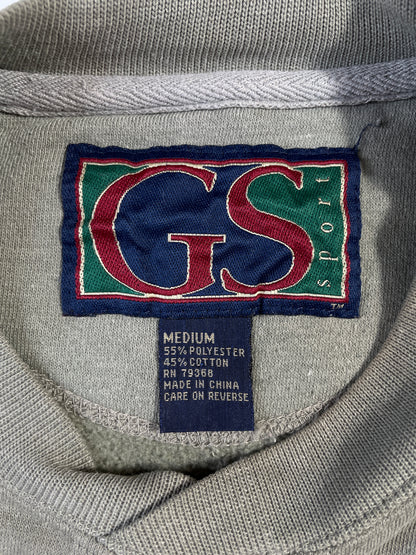 GS
sport
TM
MEDIUM
55% POLYESTER
45% COTTON
RN 79368
MADE IN CHINA
CARE ON REVERSE